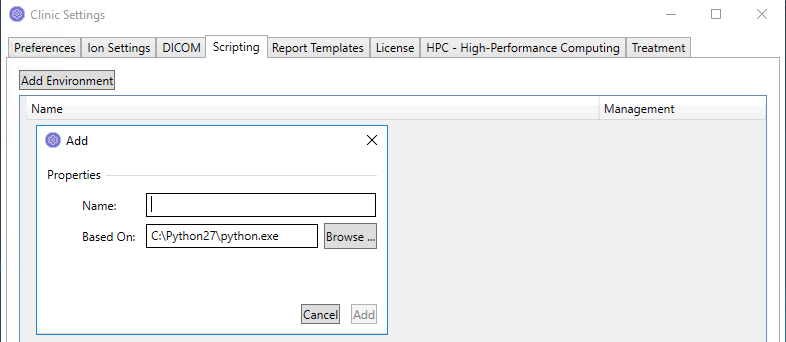 Clinic Settings
Preferences Ion Settings DICOM Scripting Report Templates License HPC - High-Performance Computing Treatment
Add Environment
Name Management
Add
Properties
Name:
Based On: C:\Python27\python.exe Browse ...
Cancel Add